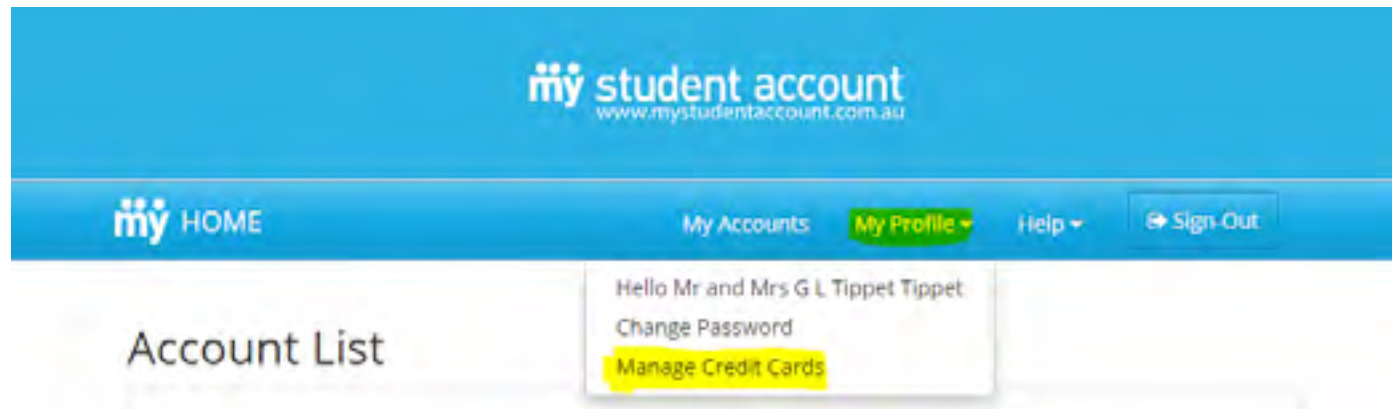 my student account
www.mystudentaccount.com.au
my HOME My Accounts My Profile Help Sign Out
Hello Mr and Mrs G L Tippet Tippet
Change Password
Manage Credit Cards
Account List